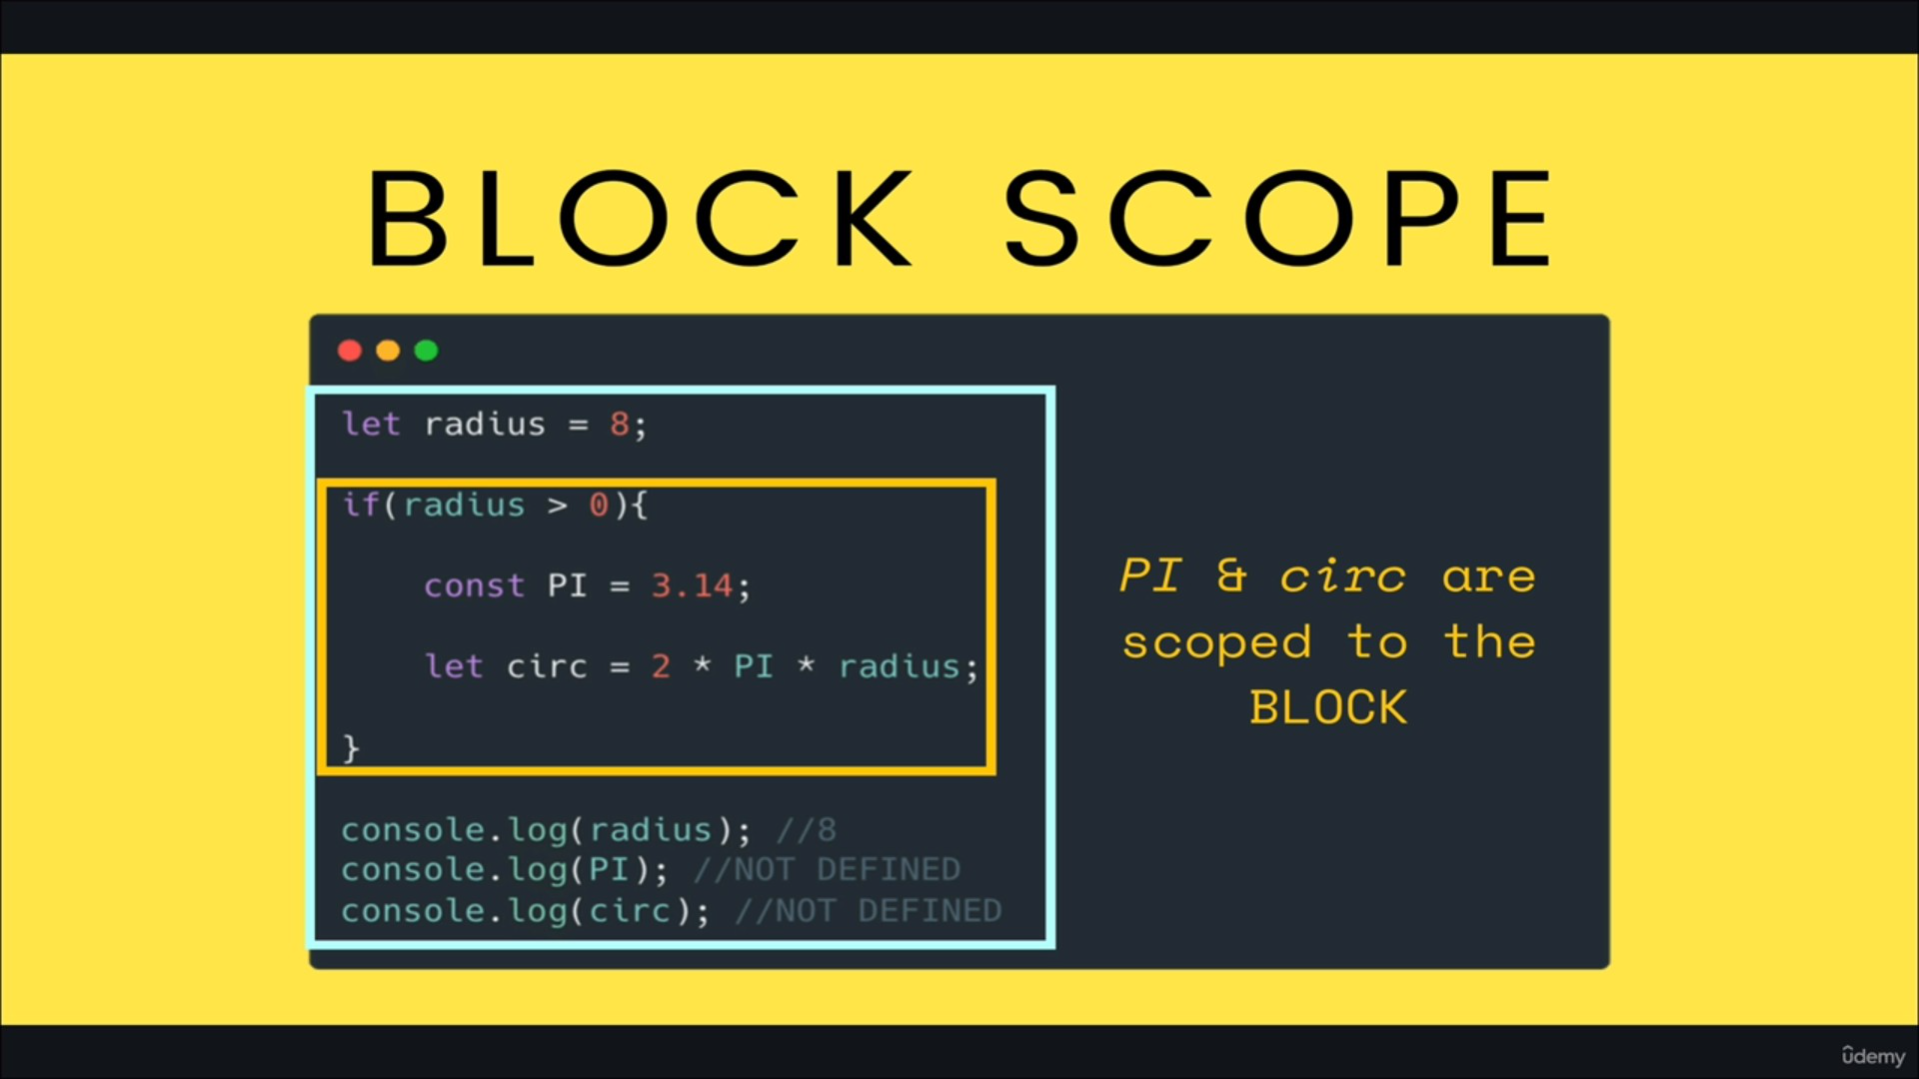 BLOCK SCOPE
let radius = 8;
if(radius > 0){
const PI = 3.14;
let circ = 2 * PI * radius;
}
console.log(radius); //8
console.log(PI); //NOT DEFINED
console.log(circ); //NOT DEFINED
PI & circ are
scoped to the
BLOCK
ûdemy